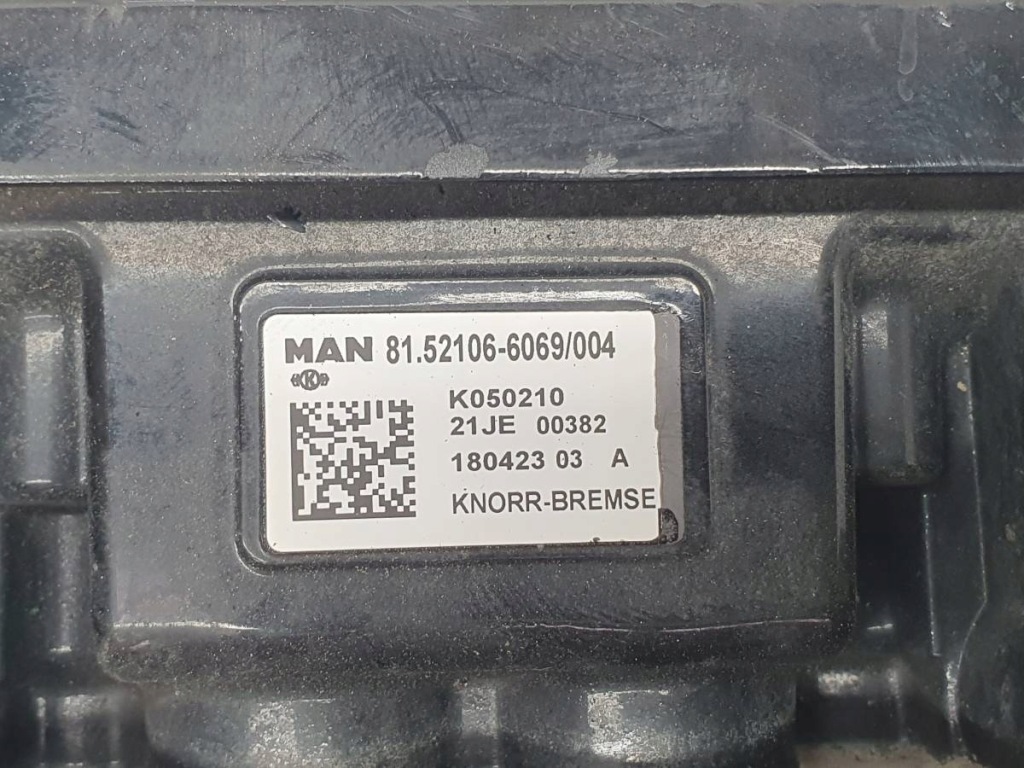 MAN 81.52106-6069/004
«K»
K050210
21JE 00382
180423 03 A
KNORR-BREMSE